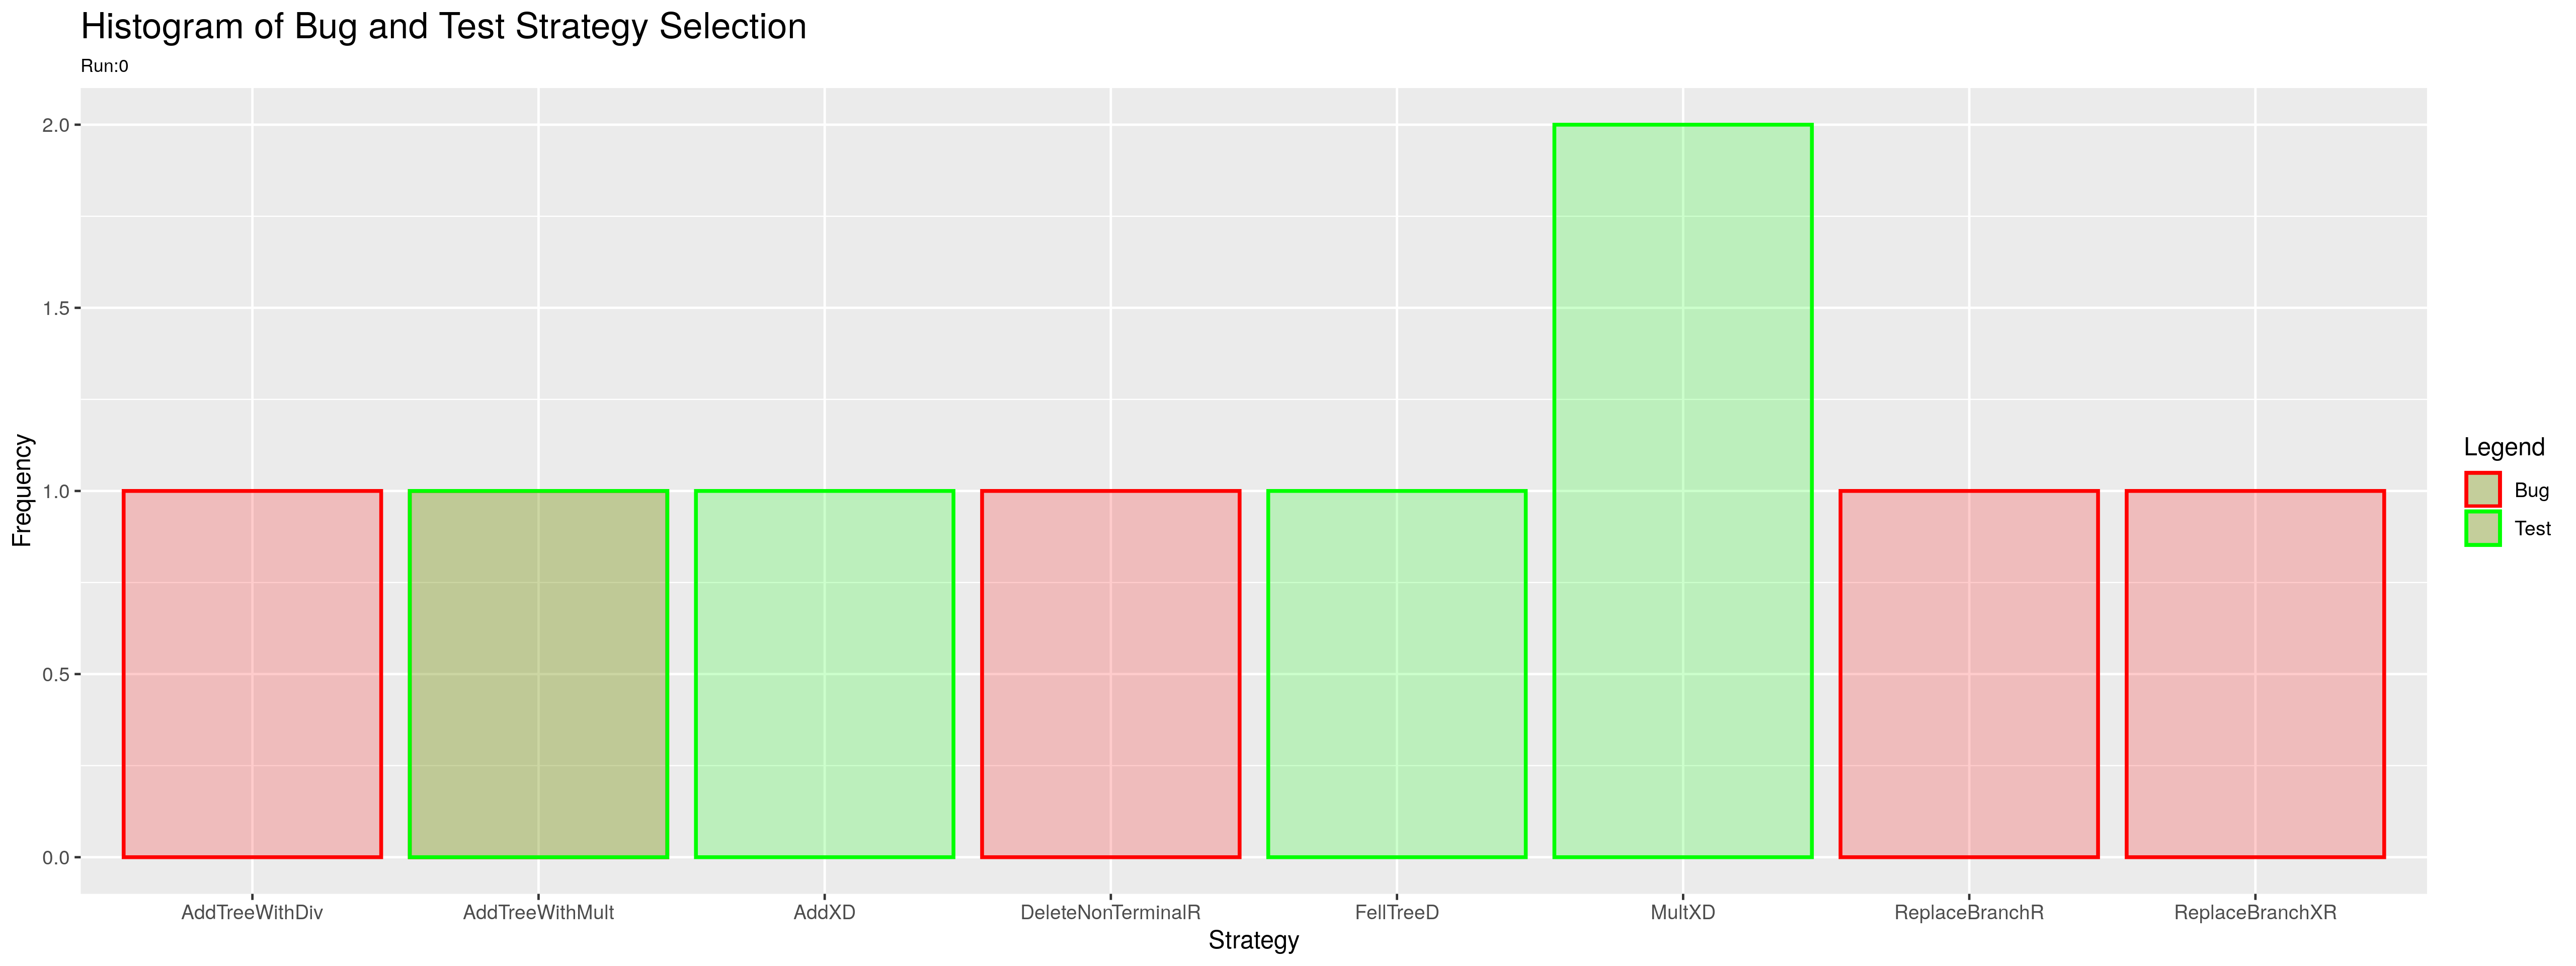 Histogram of Bug and Test Strategy Selection
Run:0
2.0
1.5
1.0
0.5
0.0
Frequency
AddTreeWithDiv AddTreeWithMult AddXD DeleteNonTerminalR FellTreeD MultXD ReplaceBranchR ReplaceBranchXR
Strategy
Legend
Bug
Test